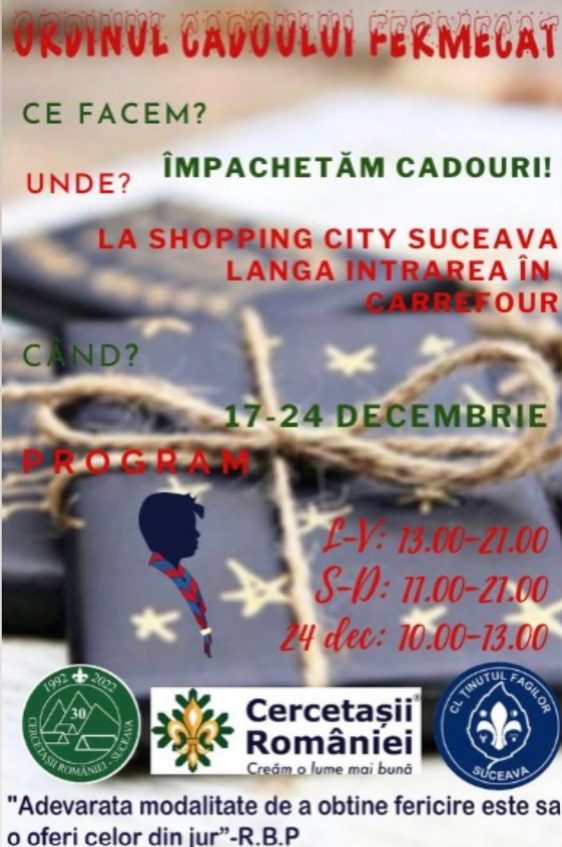 ORDINUL CADOULUI FERMECAT
CE FACEM?
ÎMPACHETĂM CADOURI!
UNDE?
LA SHOPPING CITY SUCEAVA
LANGA INTRAREA ÎN
CARREFOUR
CÂND?
17-24 DECEMBRIE
PROGRAM
L-V: 13.00-21.00
S-D: 11.00-21.00
24 dec: 10.00-13.00
1992 2022
30
CERCETAȘII ROMÂNIEI - SUCEAVA
Cercetașii®
României
Creăm o lume mai bună
CL ȚINUTUL FAGILOR
SUCEAVA
"Adevarata modalitate de a obtine fericire este sa
o oferi celor din jur”-R.B.P